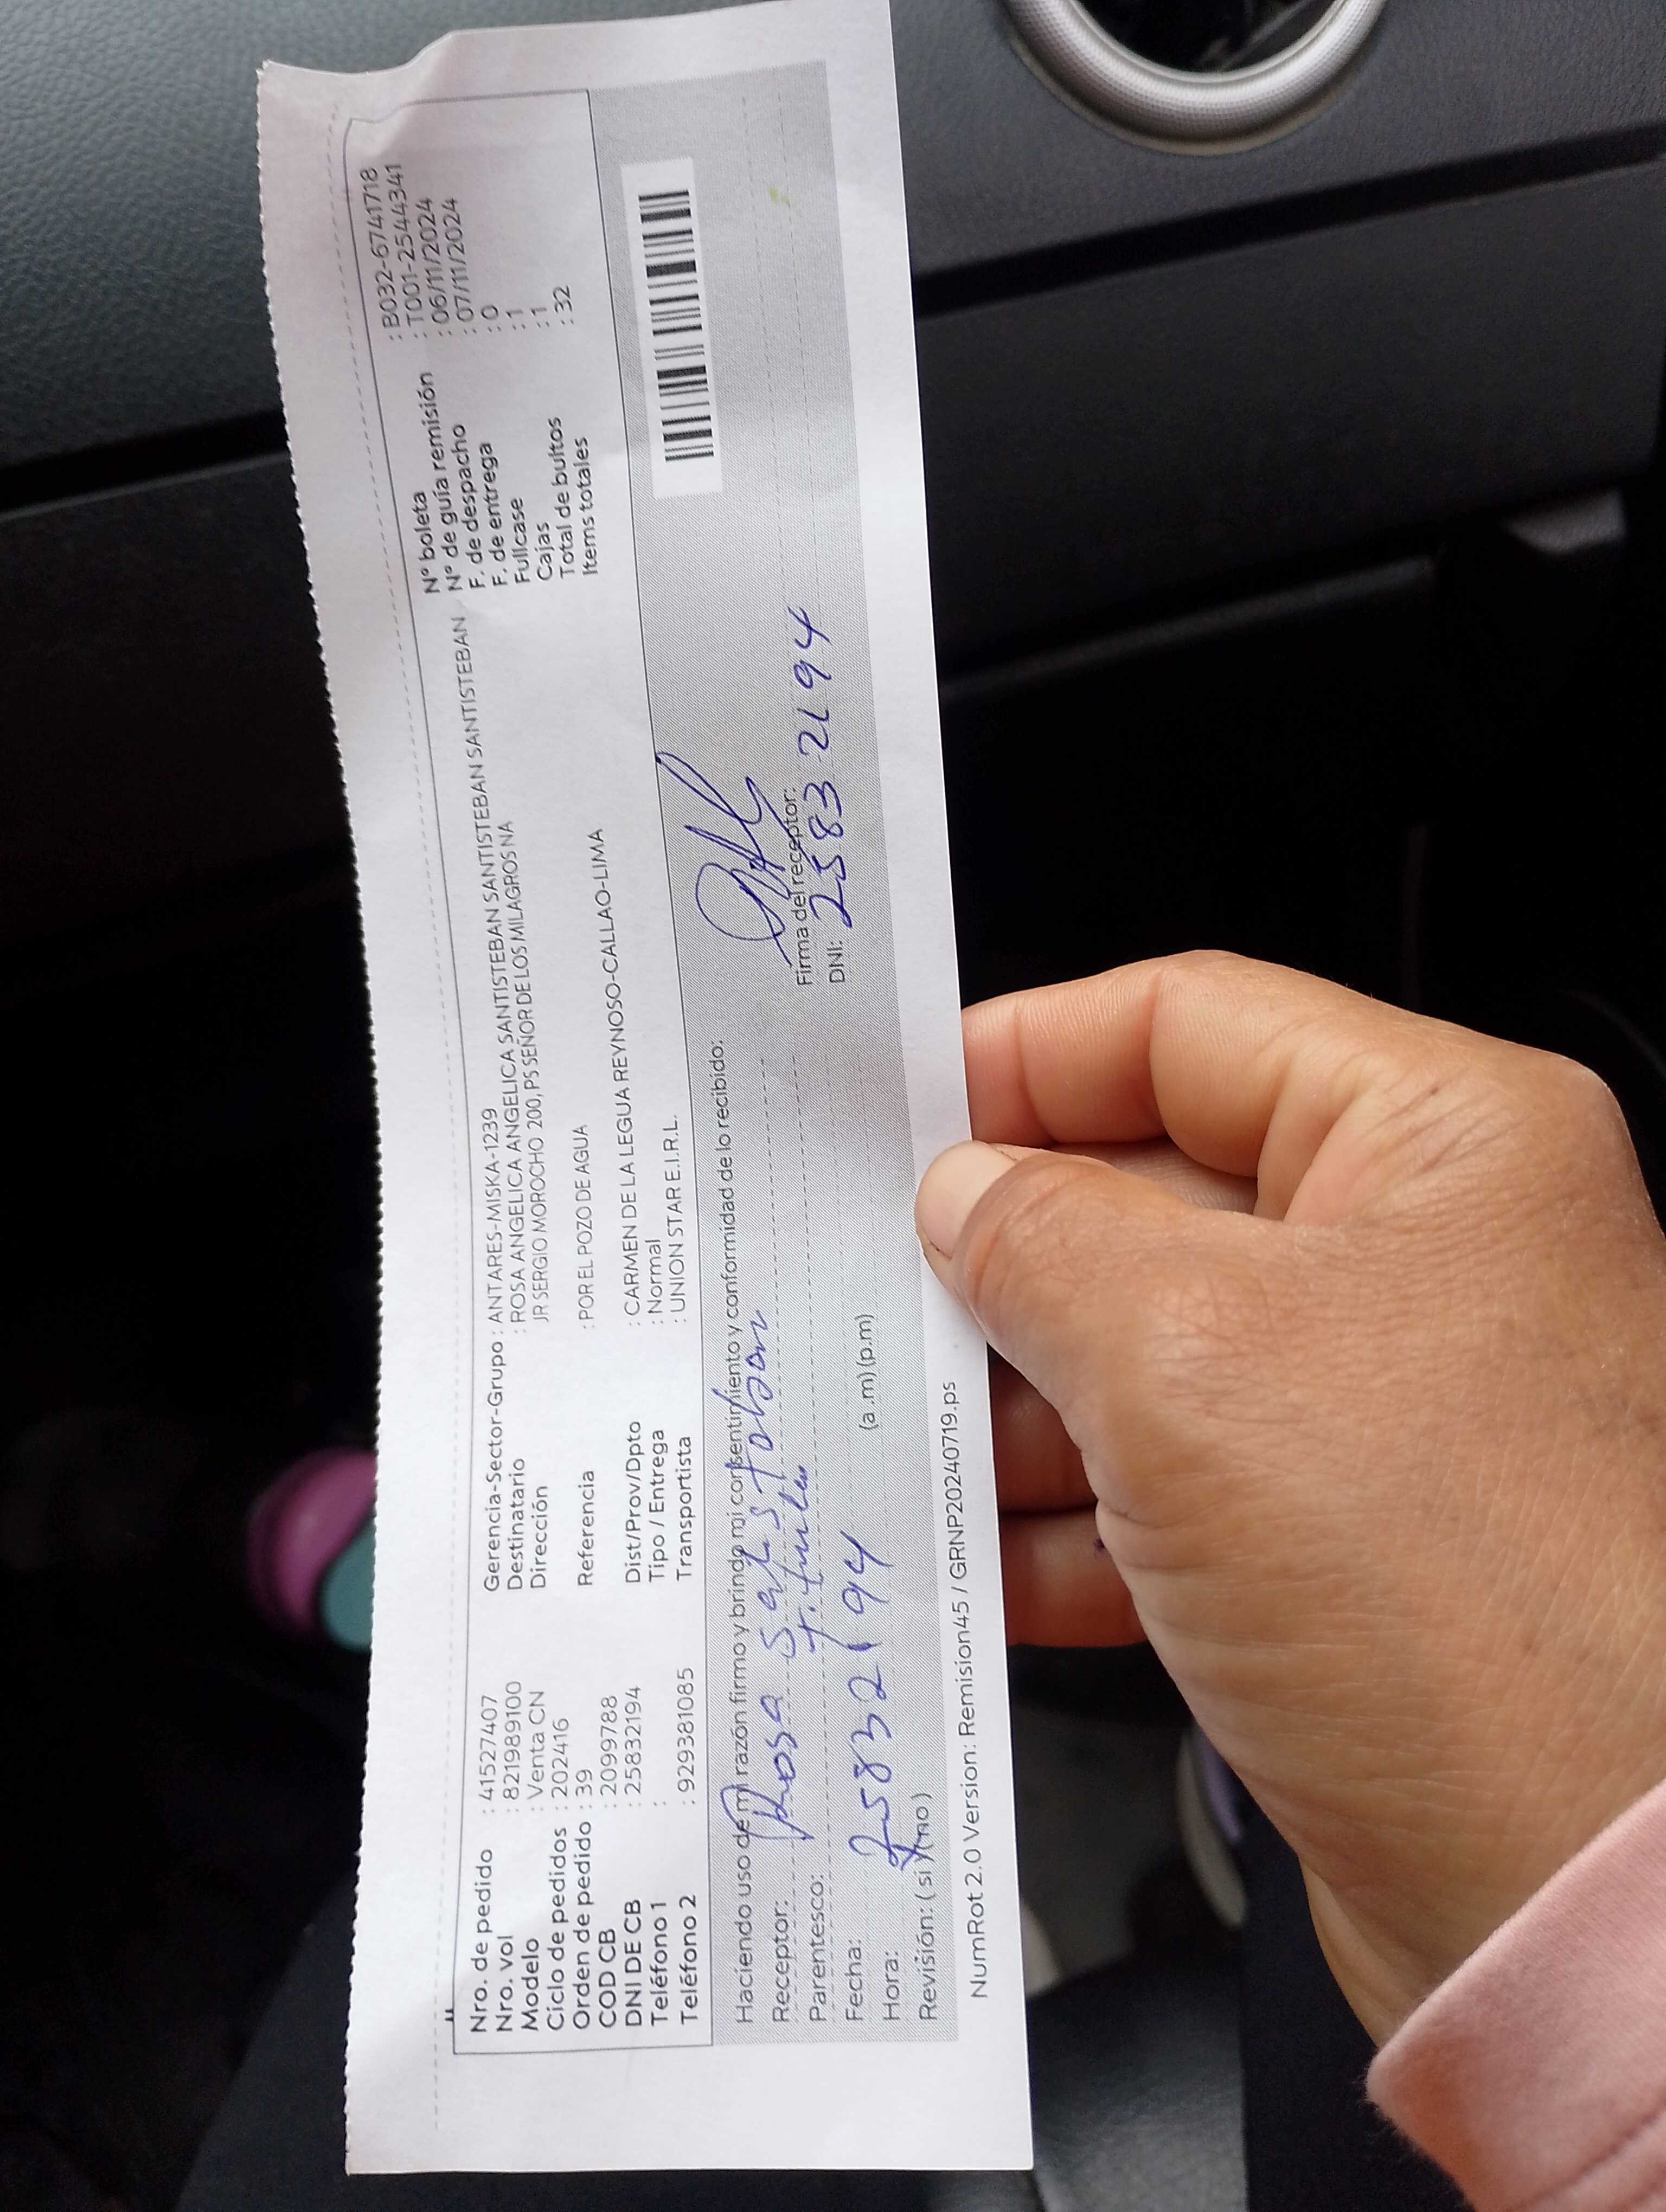 Nro. de pedido : 41527407
Nro. vol : 821989100
Modelo : Venta CN
Ciclo de pedidos : 202416
Orden de pedido : 39
COD CB : 2099788
DNI DE CB : 25832194
Teléfono 1 :
Teléfono 2 : 929381085
Gerencia-Sector-Grupo : ANTARES-MISKA-1239
Destinatario : ROSA ANGELICA ANGELICA SANTISTEBAN SANTISTEBAN SANTISTEBAN SANTISTEBAN
Dirección JR SERGIO MOROCHO 200, PS SEÑOR DE LOS MILAGROS NA
Referencia : POR EL POZO DE AGUA
Dist/Prov/Dpto : CARMEN DE LA LEGUA REYNOSO-CALLAO-LIMA
Tipo / Entrega : Normal
Transportista : UNION STAR E.I.R.L.
N° boleta : B032-6741718
N° de guía remisión : T001-25444341
F. de despacho : 06/11/2024
F. de entrega : 07/11/2024
Fullcase : 0
Cajas : 1
Total de bultos : 1
Items totales : 32
Haciendo uso de mi razón firmo y brindo mi consentimiento y conformidad de lo recibido:
Receptor: Rosa
Parentesco:
Fecha: 25832194
Hora: (a .m) (p.m)
Revisión: ( si ) (no )
Firma del receptor:
DNI: 25832194
NumRot 2.0 Version: Remision45 / GRNP20240719.ps